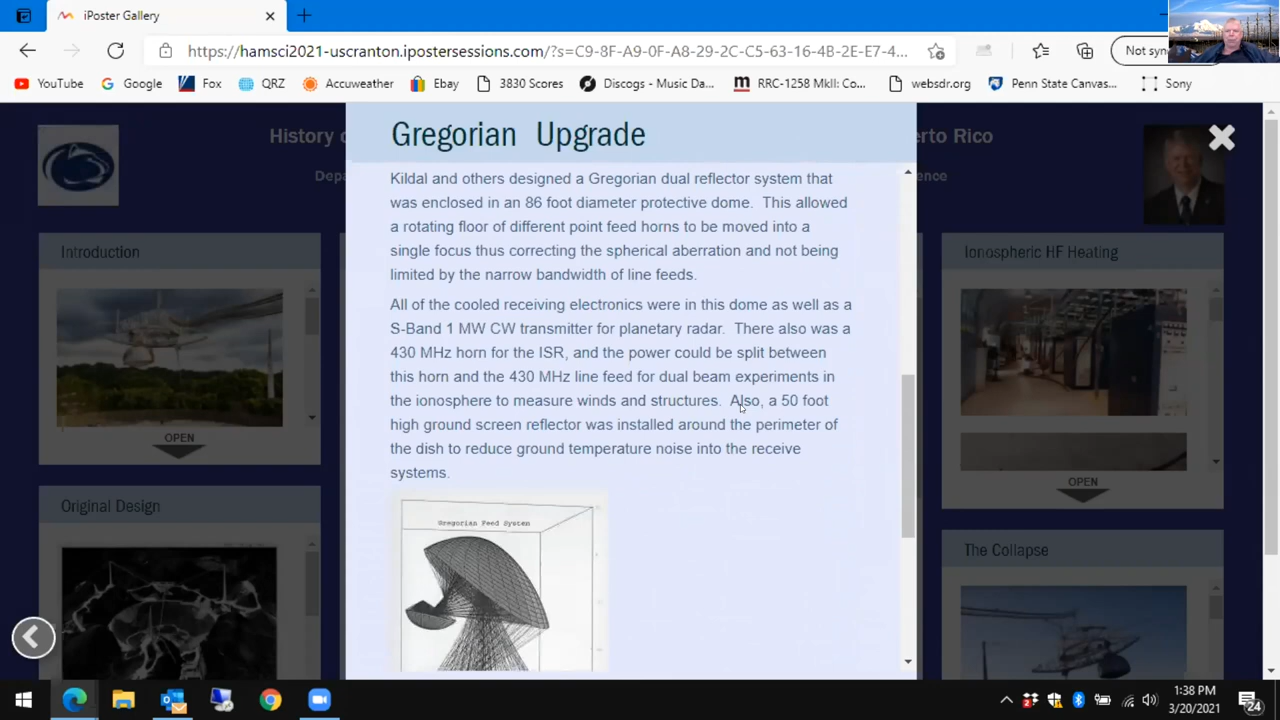 iPoster Gallery
https://hamsci2021-uscranton.ipostersessions.com/?s=C9-8F-A9-0F-A8-29-2C-C5-63-16-4B-2E-E7-4...
Not syn
YouTube Google Fox QRZ Accuweather Ebay 3830 Scores Discogs - Music Da... RRC-1258 MkII: Co... websdr.org Penn State Canvas... Sony
History
erto Rico
Depa
ence
Gregorian Upgrade
Kildal and others designed a Gregorian dual reflector system that
was enclosed in an 86 foot diameter protective dome. This allowed
a rotating floor of different point feed horns to be moved into a
single focus thus correcting the spherical aberration and not being
limited by the narrow bandwidth of line feeds.
All of the cooled receiving electronics were in this dome as well as a
S-Band 1 MW CW transmitter for planetary radar. There also was a
430 MHz horn for the ISR, and the power could be split between
this horn and the 430 MHz line feed for dual beam experiments in
the ionosphere to measure winds and structures. Also, a 50 foot
high ground screen reflector was installed around the perimeter of
the dish to reduce ground temperature noise into the receive
systems.
Gregorian Feed System
Introduction
OPEN
Original Design
Ionospheric HF Heating
OPEN
The Collapse
1:38 PM
3/20/2021
24